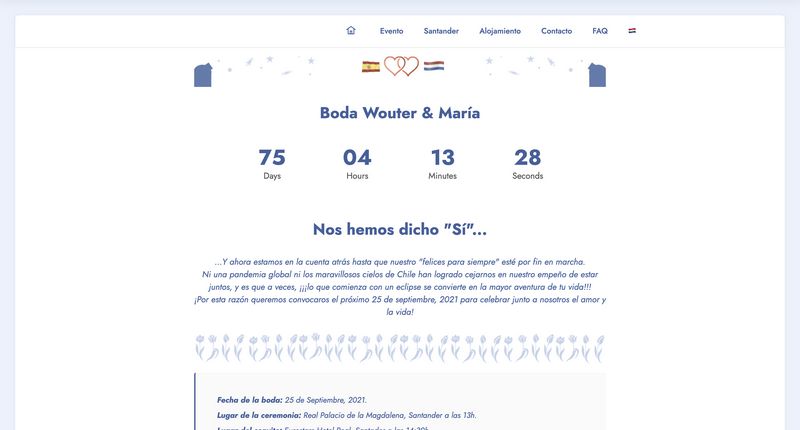 Evento Santander Alojamiento Contacto FAQ
Boda Wouter & María
75 04 13 28
Days Hours Minutes Seconds
Nos hemos dicho "Sí"...
...Y ahora estamos en la cuenta atrás hasta que nuestro "felices para siempre" esté por fin en marcha.
Ni una pandemia global ni los maravillosos cielos de Chile han logrado cejarnos en nuestro empeño de estar
juntos, y es que a veces, ¡¡¡lo que comienza con un eclipse se convierte en la mayor aventura de tu vida!!!
¡Por esta razón queremos convocaros el próximo 25 de septiembre, 2021 para celebrar junto a nosotros el amor y
la vida!
Fecha de la boda: 25 de Septiembre, 2021.
Lugar de la ceremonia: Real Palacio de la Magdalena, Santander a las 13h.